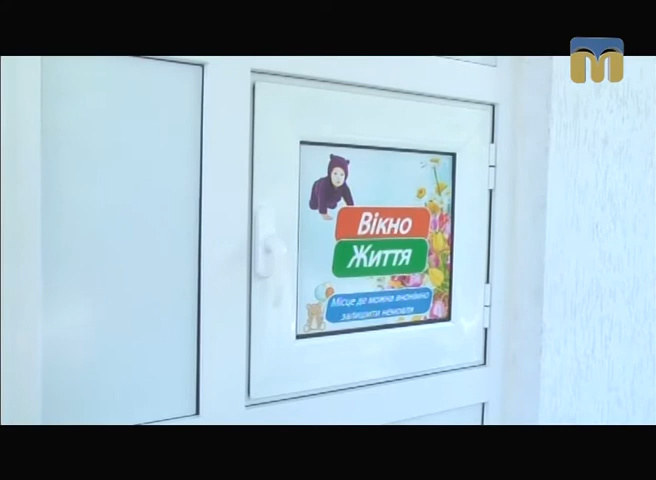 Вікно
Життя
Місце де можна анонімно
залишити немовля